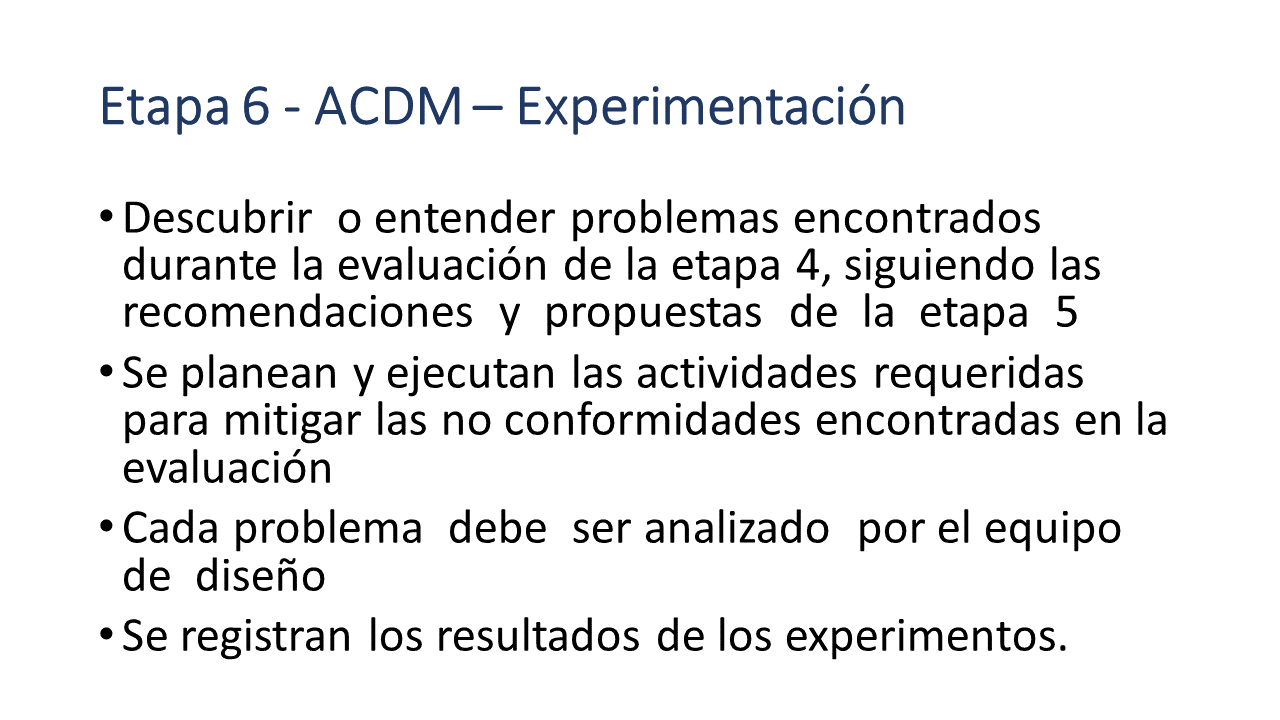 Etapa 6 - ACDM – Experimentación
• Descubrir o entender problemas encontrados
durante la evaluación de la etapa 4, siguiendo las
recomendaciones y propuestas de la etapa 5
• Se planean y ejecutan las actividades requeridas
para mitigar las no conformidades encontradas en la
evaluación
• Cada problema debe ser analizado por el equipo
de diseño
• Se registran los resultados de los experimentos.